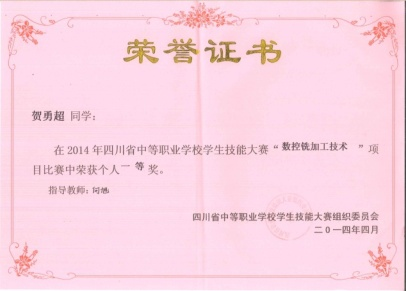 荣誉证书
贺勇超 同学：
在 2014 年四川省中等职业学校学生技能大赛“数控铣加工技术”项
目比赛中荣获个人一等奖。
指导教师：
四川省中等职业学校学生技能大赛组织委员会
二0一四年四月